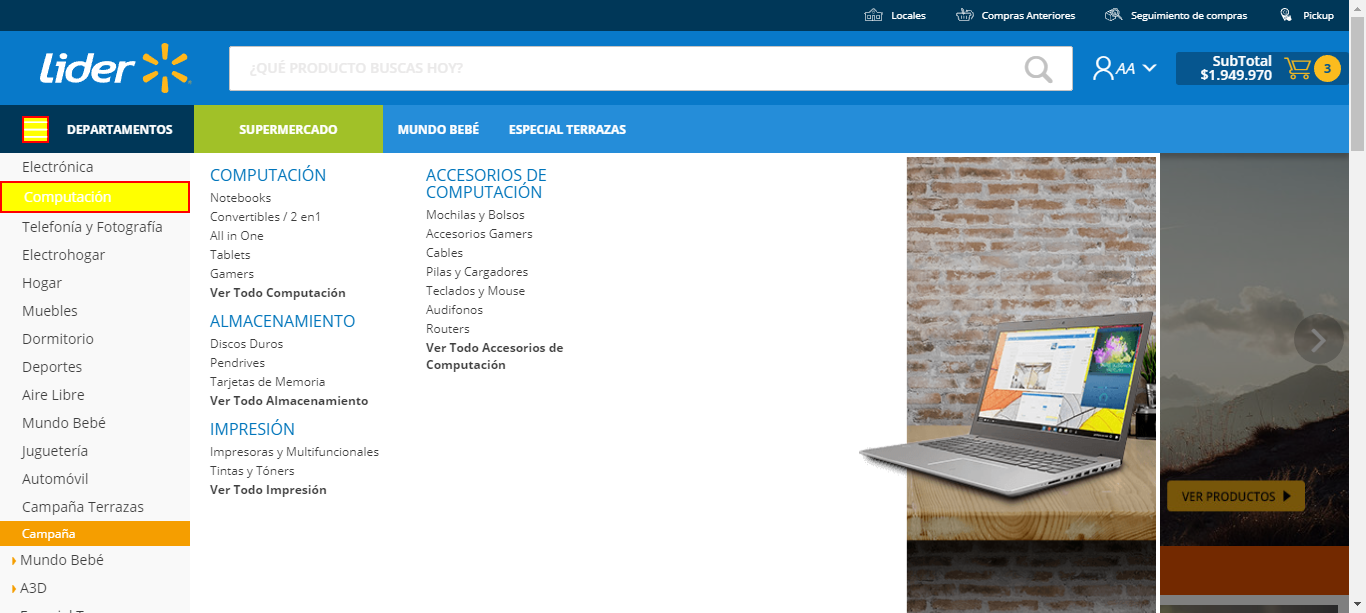 Locales
Compras Anteriores
Seguimiento de compras
Pickup
Lider
¿QUÉ PRODUCTO BUSCAS HOY?
AA
SubTotal
$1.949.970
3
DEPARTAMENTOS
SUPERMERCADO
MUNDO BEBÉ
ESPECIAL TERRAZAS
Electrónica
Computación
Telefonía y Fotografía
Electrohogar
Hogar
Muebles
Dormitorio
Deportes
Aire Libre
Mundo Bebé
Juguetería
Automóvil
Campaña Terrazas
Campaña
Mundo Bebé
A3D
COMPUTACIÓN
Notebooks
Convertibles / 2 en1
All in One
Tablets
Gamers
Ver Todo Computación
ALMACENAMIENTO
Discos Duros
Pendrives
Tarjetas de Memoria
Ver Todo Almacenamiento
IMPRESIÓN
Impresoras y Multifuncionales
Tintas y Tóners
Ver Todo Impresión
ACCESORIOS DE
COMPUTACIÓN
Mochilas y Bolsos
Accesorios Gamers
Cables
Pilas y Cargadores
Teclados y Mouse
Audifonos
Routers
Ver Todo Accesorios de
Computación
VER PRODUCTOS